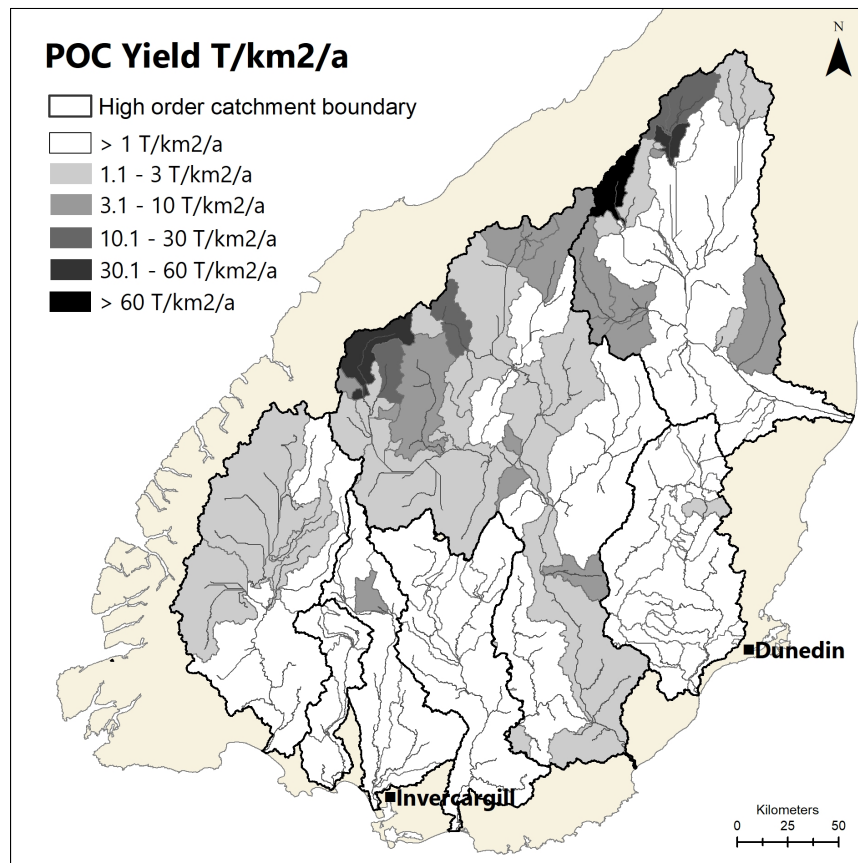 POC Yield T/km2/a
N
High order catchment boundary
> 1 T/km2/a
1.1 - 3 T/km2/a
3.1 - 10 T/km2/a
10.1 - 30 T/km2/a
30.1 - 60 T/km2/a
> 60 T/km2/a
Dunedin
Invercargill
Kilometers
0 25 50